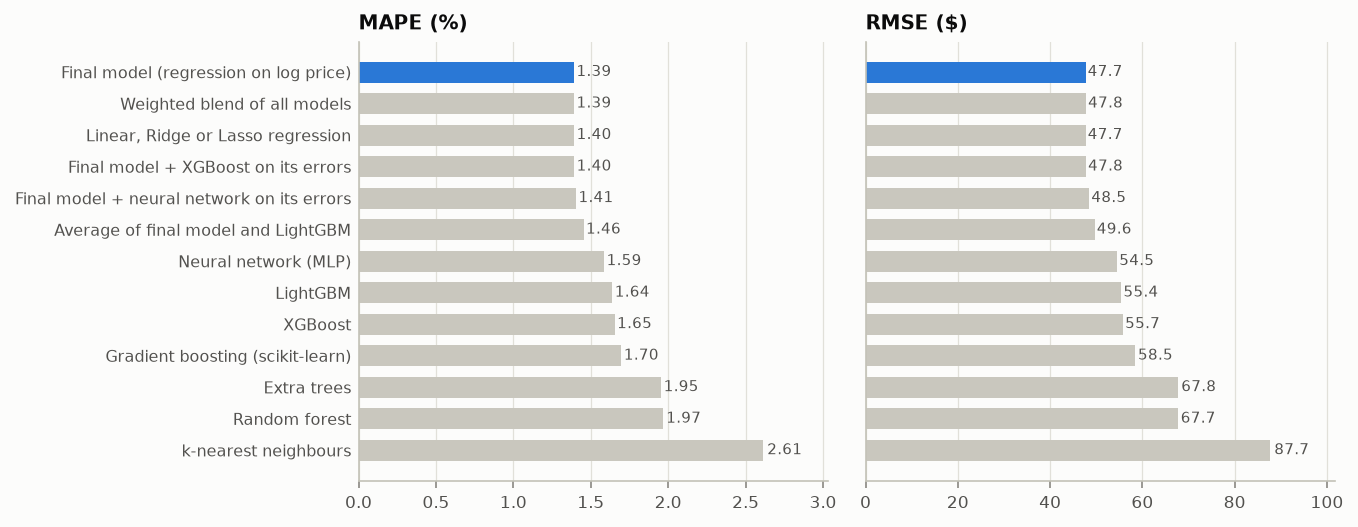 MAPE (%) RMSE ($)
Final model (regression on log price) 1.39 47.7
Weighted blend of all models 1.39 47.8
Linear, Ridge or Lasso regression 1.40 47.7
Final model + XGBoost on its errors 1.40 47.8
Final model + neural network on its errors 1.41 48.5
Average of final model and LightGBM 1.46 49.6
Neural network (MLP) 1.59 54.5
LightGBM 1.64 55.4
XGBoost 1.65 55.7
Gradient boosting (scikit-learn) 1.70 58.5
Extra trees 1.95 67.8
Random forest 1.97 67.7
k-nearest neighbours 2.61 87.7
0.0 0.5 1.0 1.5 2.0 2.5 3.0 0 20 40 60 80 100